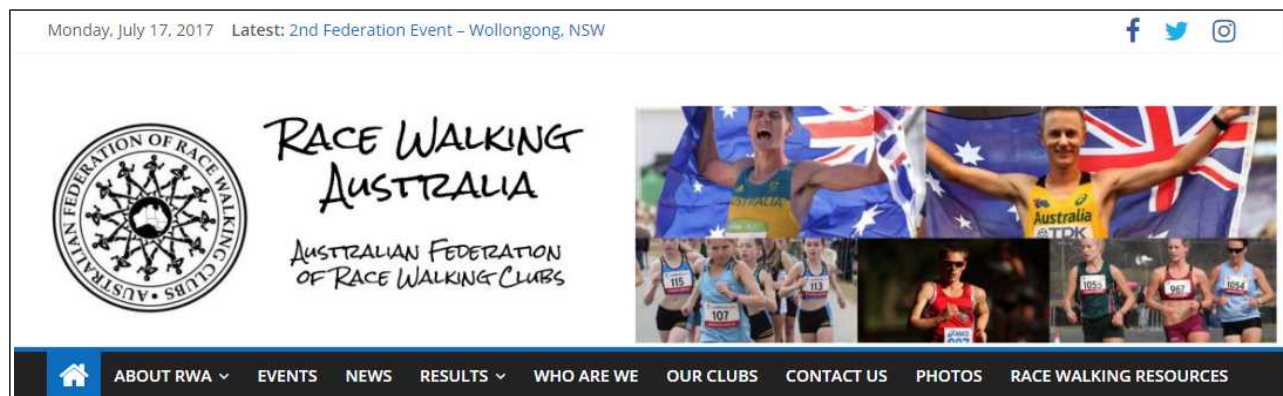 Monday, July 17, 2017 Latest: 2nd Federation Event – Wollongong, NSW
AUSTRALIAN FEDERATION OF RACE WALKING CLUBS •
RACE WALKING
AUSTRALIA
AUSTRALIAN FEDERATION
OF RACE WALKING CLUBS
AUSTRALIA
Australia
TDK
115
113
107
1055
967
1054
ABOUT RWA EVENTS NEWS RESULTS WHO ARE WE OUR CLUBS CONTACT US PHOTOS RACE WALKING RESOURCES